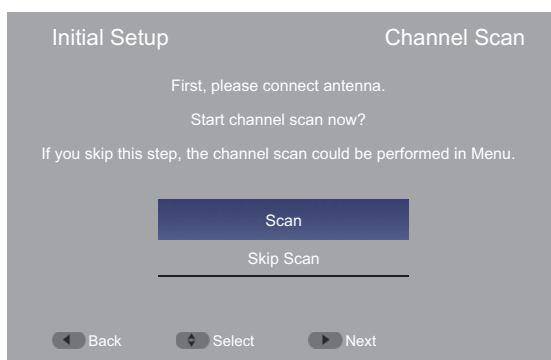 Initial Setup Channel Scan
First, please connect antenna.
Start channel scan now?
If you skip this step, the channel scan could be performed in Menu.
Scan
Skip Scan
Back Select Next